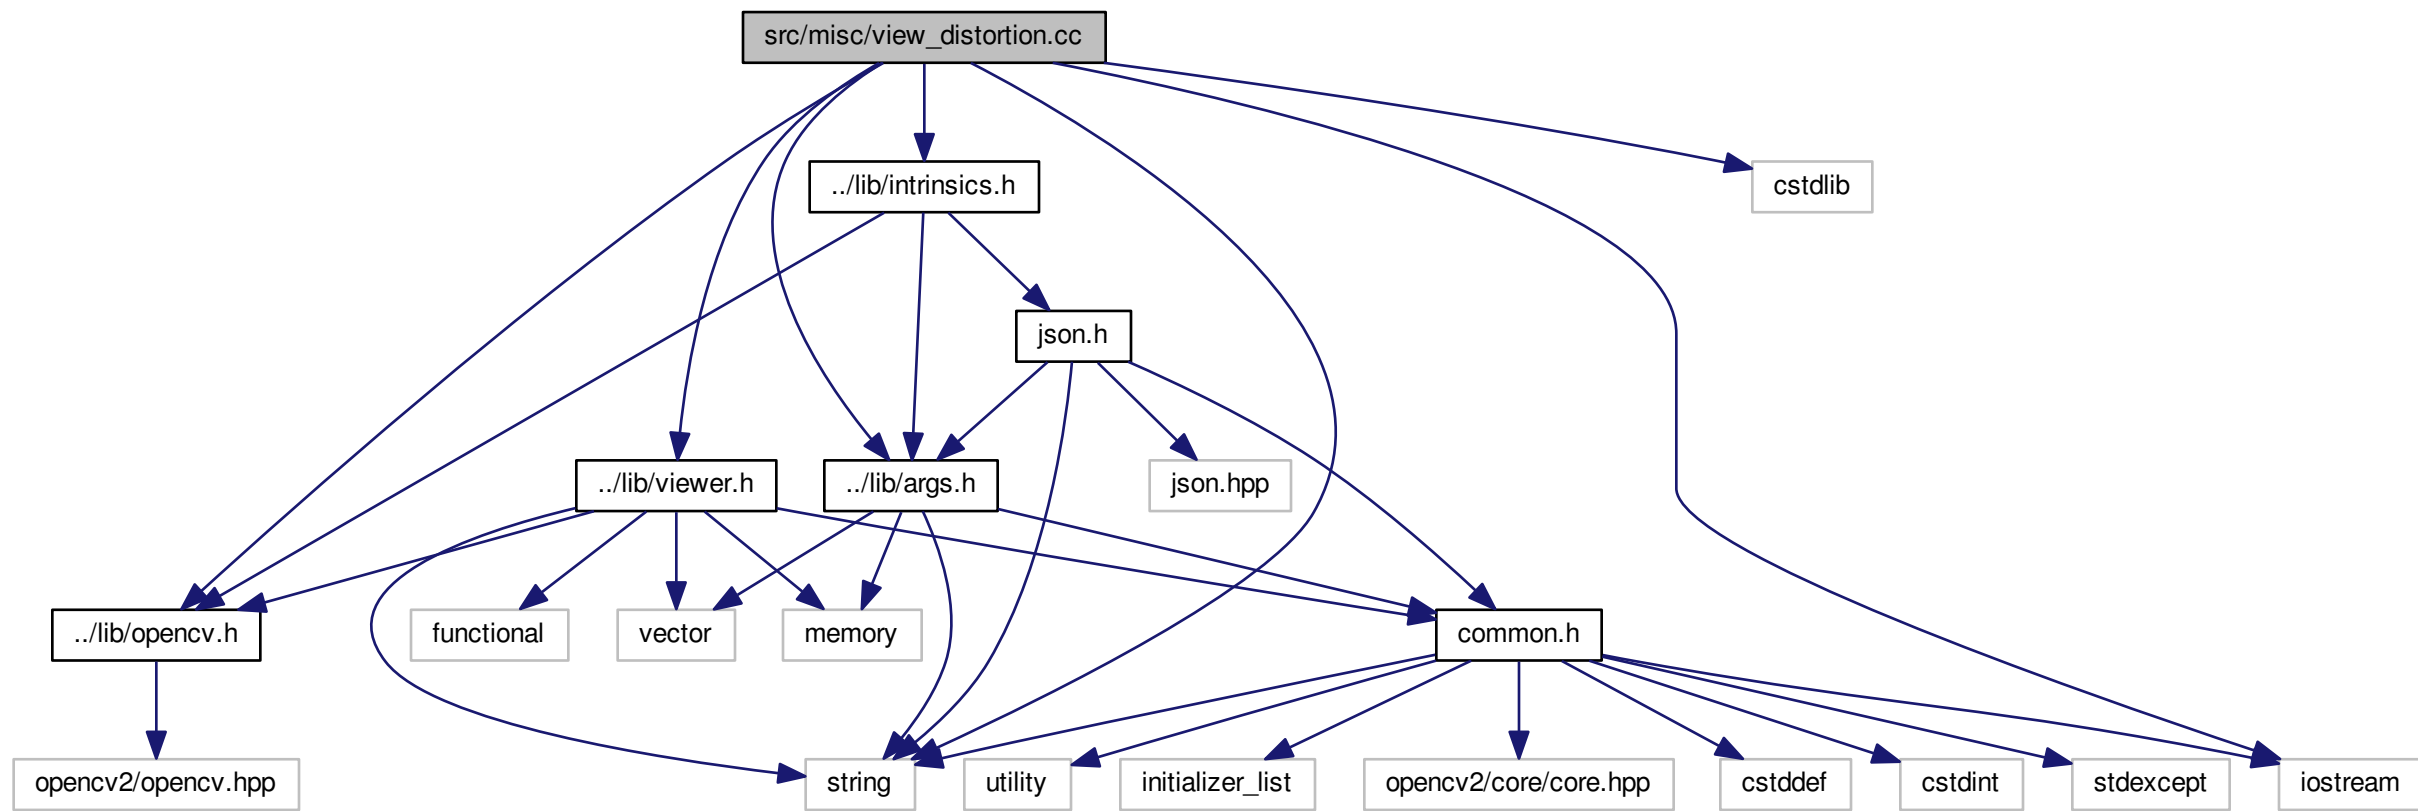 src/misc/view_distortion.cc
../lib/intrinsics.h
cstdlib
json.h
../lib/viewer.h
../lib/args.h
json.hpp
../lib/opencv.h
functional
vector
memory
common.h
opencv2/opencv.hpp
string
utility
initializer_list
opencv2/core/core.hpp
cstddef
cstdint
stdexcept
iostream